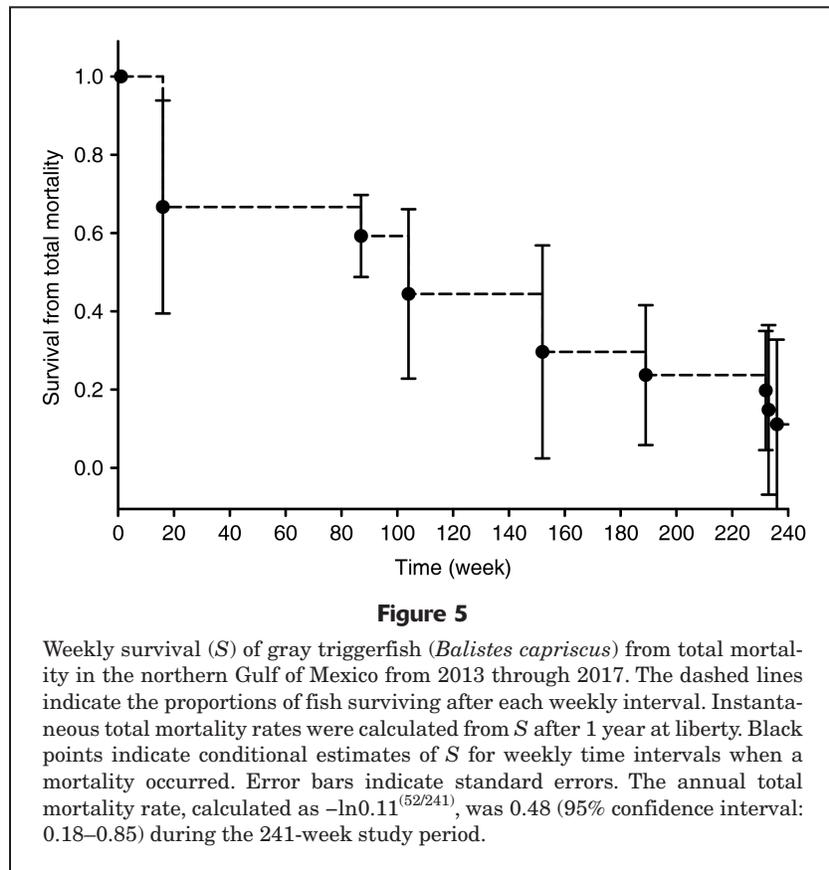 1.0
0.8
0.6
0.4
0.2
0.0
Survival from total mortality
0 20 40 60 80 100 120 140 160 180 200 220 240
Time (week)
Figure 5
Weekly survival (S) of gray triggerfish (Balistes capriscus) from total mortal-
ity in the northern Gulf of Mexico from 2013 through 2017. The dashed lines
indicate the proportions of fish surviving after each weekly interval. Instanta-
neous total mortality rates were calculated from S after 1 year at liberty. Black
points indicate conditional estimates of S for weekly time intervals when a
mortality occurred. Error bars indicate standard errors. The annual total
mortality rate, calculated as –ln0.11(52/241), was 0.48 (95% confidence interval:
0.18–0.85) during the 241-week study period.